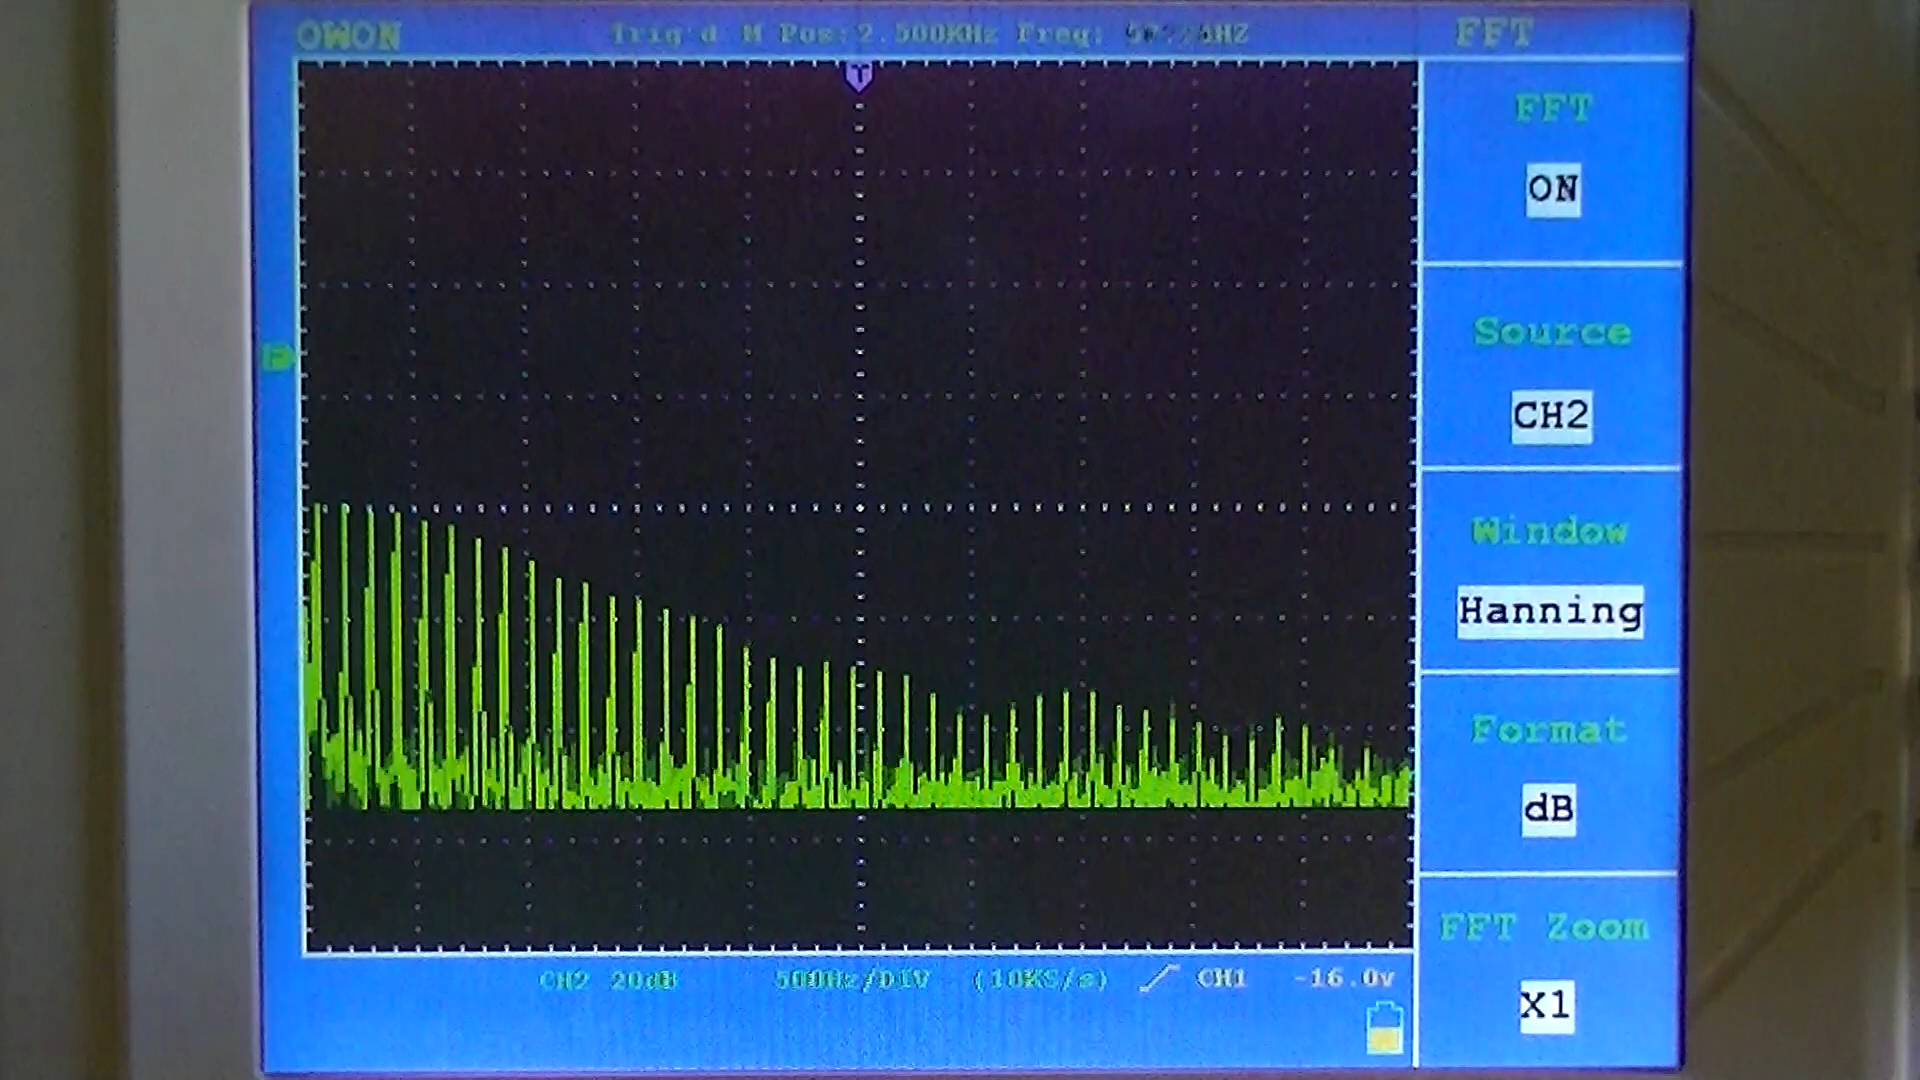 OWON Trig'd M Pos:2.500KHz Freq: FFT
T
FFT
ON
F
Source
CH2
Window
Hanning
Format
dB
FFT Zoom
X1
CH2 20dB 500Hz/DIV (10KS/s) CH1 -16.0v